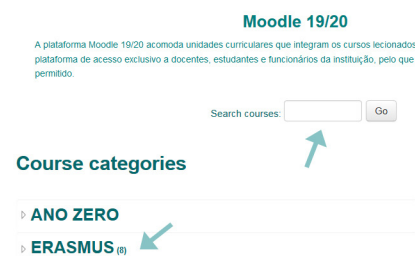 Moodle 19/20
A plataforma Moodle 19/20 acomoda unidades curriculares que integram os cursos lecionados
plataforma de acesso exclusivo a docentes, estudantes e funcionários da instituição, pelo que
permitido.
Search courses: Go
Course categories
ANO ZERO
ERASMUS (8)